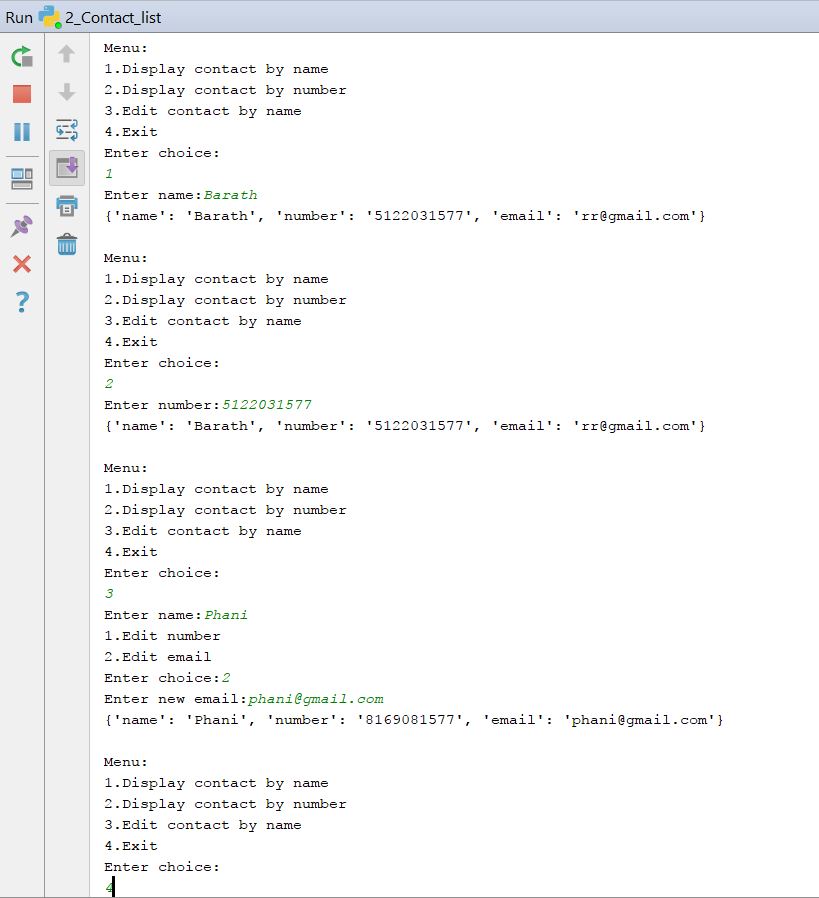 Run 2_Contact_list
Menu:
1.Display contact by name
2.Display contact by number
3.Edit contact by name
4.Exit
Enter choice:
1
Enter name:Barath
{'name': 'Barath', 'number': '5122031577', 'email': 'rr@gmail.com'}
Menu:
1.Display contact by name
2.Display contact by number
3.Edit contact by name
4.Exit
Enter choice:
2
Enter number:5122031577
{'name': 'Barath', 'number': '5122031577', 'email': 'rr@gmail.com'}
Menu:
1.Display contact by name
2.Display contact by number
3.Edit contact by name
4.Exit
Enter choice:
3
Enter name:Phani
1.Edit number
2.Edit email
Enter choice:2
Enter new email:phani@gmail.com
{'name': 'Phani', 'number': '8169081577', 'email': 'phani@gmail.com'}
Menu:
1.Display contact by name
2.Display contact by number
3.Edit contact by name
4.Exit
Enter choice:
4